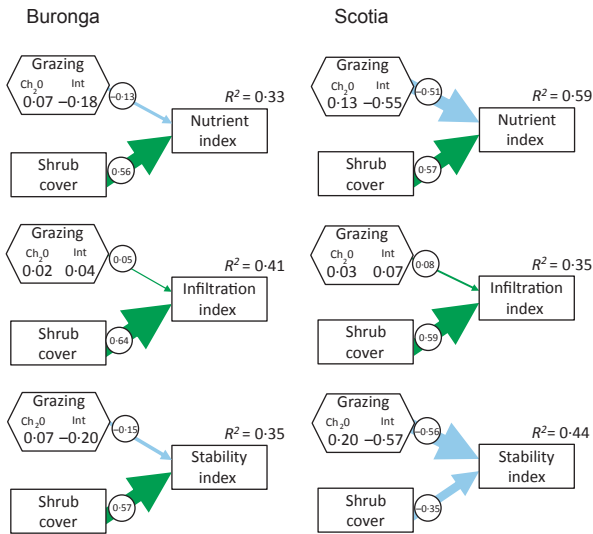 Buronga
Grazing
Ch₂0 Int
0·07 −0·18
−0·13
R² = 0·33
Nutrient
index
Shrub
cover
0·56
Grazing
Ch₂0 Int
0·02 0·04
0·05
R² = 0·41
Infiltration
index
Shrub
cover
0·64
Grazing
Ch₂0 Int
0·07 −0·20
−0·15
R² = 0·35
Stability
index
Shrub
cover
0·57
Scotia
Grazing
Ch₂0 Int
0·13 −0·55
−0·51
R² = 0·59
Nutrient
index
Shrub
cover
0·57
Grazing
Ch₂0 Int
0·03 0·07
0·08
R² = 0·35
Infiltration
index
Shrub
cover
0·59
Grazing
Ch₂0 Int
0·20 −0·57
−0·56
R² = 0·44
Stability
index
Shrub
cover
−0·35